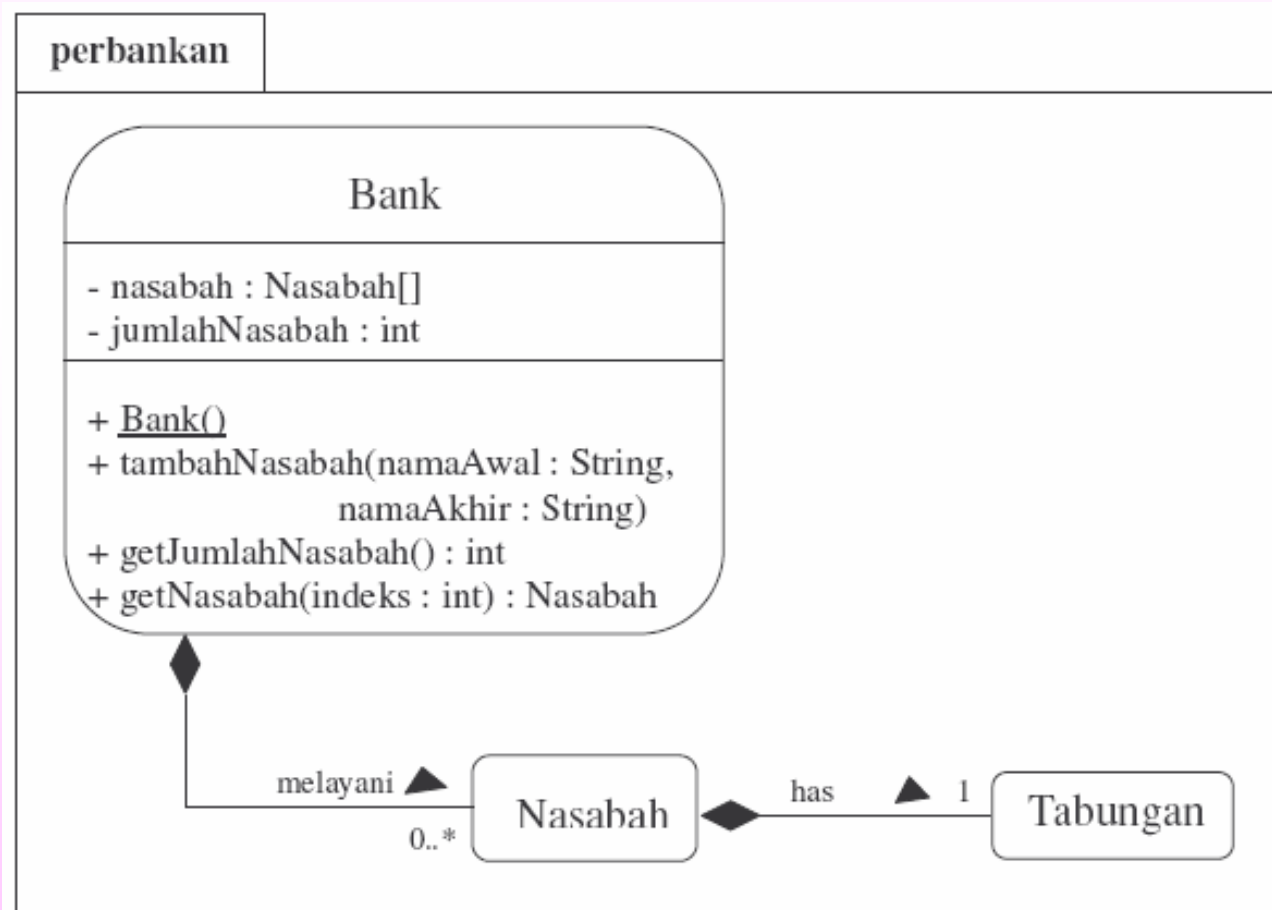 perbankan
Bank
- nasabah : Nasabah[]
- jumlahNasabah : int
+ Bank()
+ tambahNasabah(namaAwal : String,
namaAkhir : String)
+ getJumlahNasabah() : int
+ getNasabah(indeks : int) : Nasabah
melayani
0..*
Nasabah
has
1
Tabungan